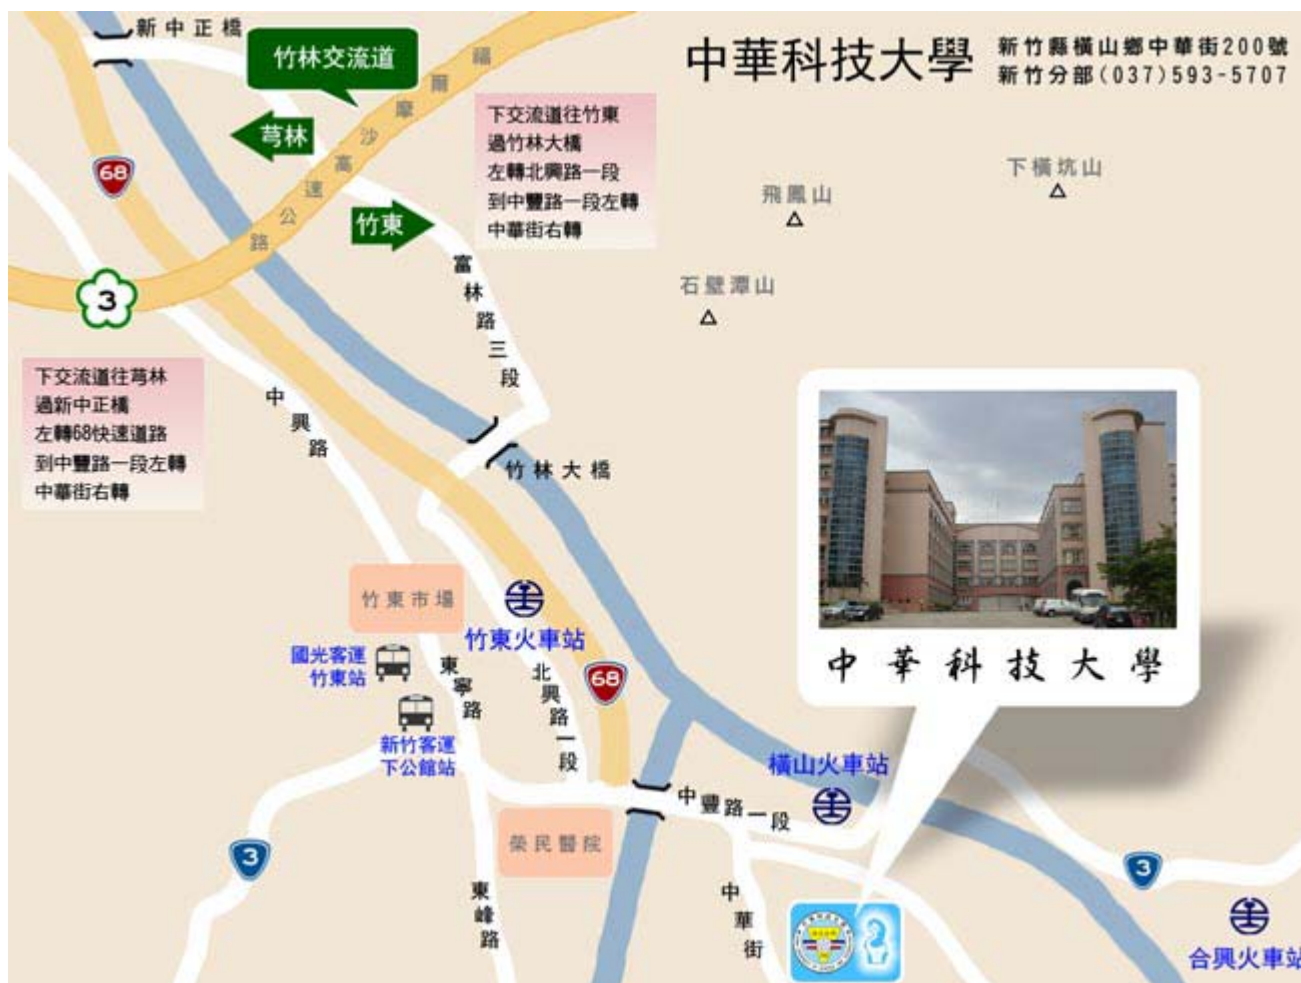 新中正橋
竹林交流道
中華科技大學
新竹縣橫山鄉中華街200號
新竹分部(037)593-5707
福爾摩沙高速公路
芎林
68
竹東
下交流道往竹東
過竹林大橋
左轉北興路一段
到中豐路一段左轉
中華街右轉
飛鳳山
下橫坑山
石壁潭山
3
富林路三段
下交流道往芎林
過新中正橋
左轉68快速道路
到中豐路一段左轉
中華街右轉
中興路
竹林大橋
竹東市場
竹東火車站
國光客運
竹東站
東寧路
北興路一段
68
新竹客運
下公館站
中華科技大學
橫山火車站
中豐路一段
榮民醫院
3
3
東峰路
中華街
合興火車站